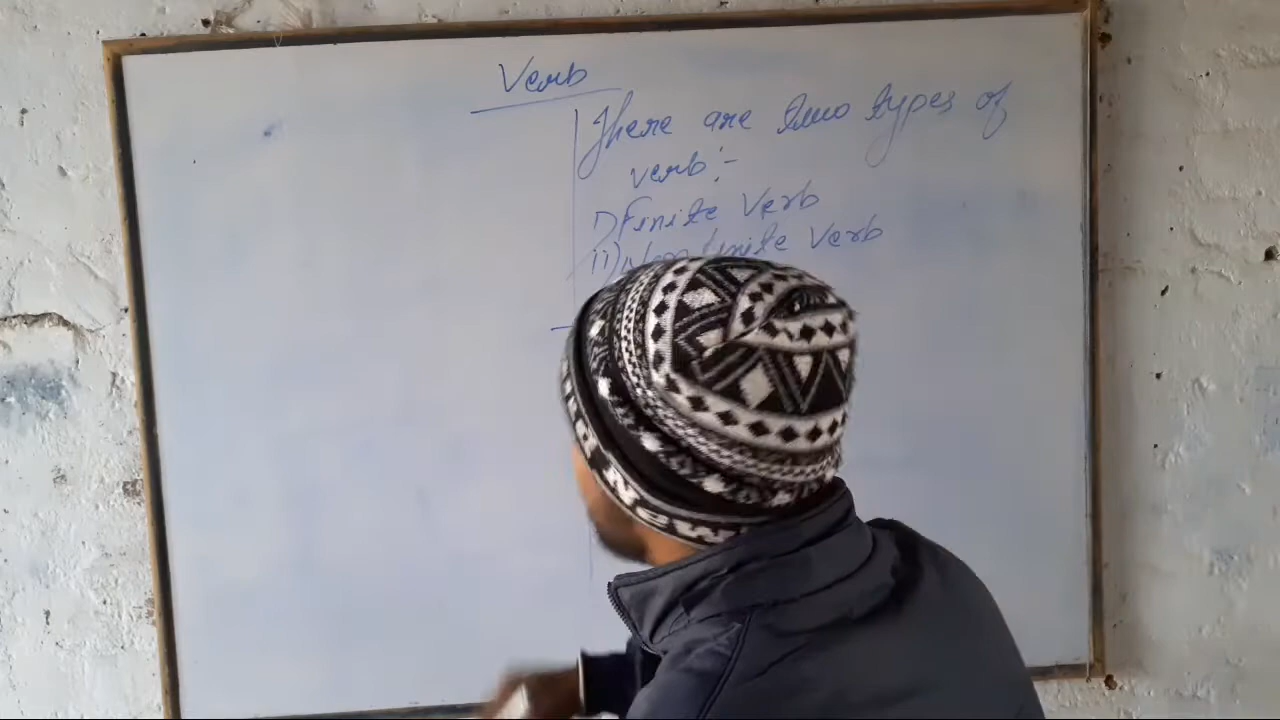 Verb
There are two types of
verb:-
i) Finite Verb
ii) Non finite Verb